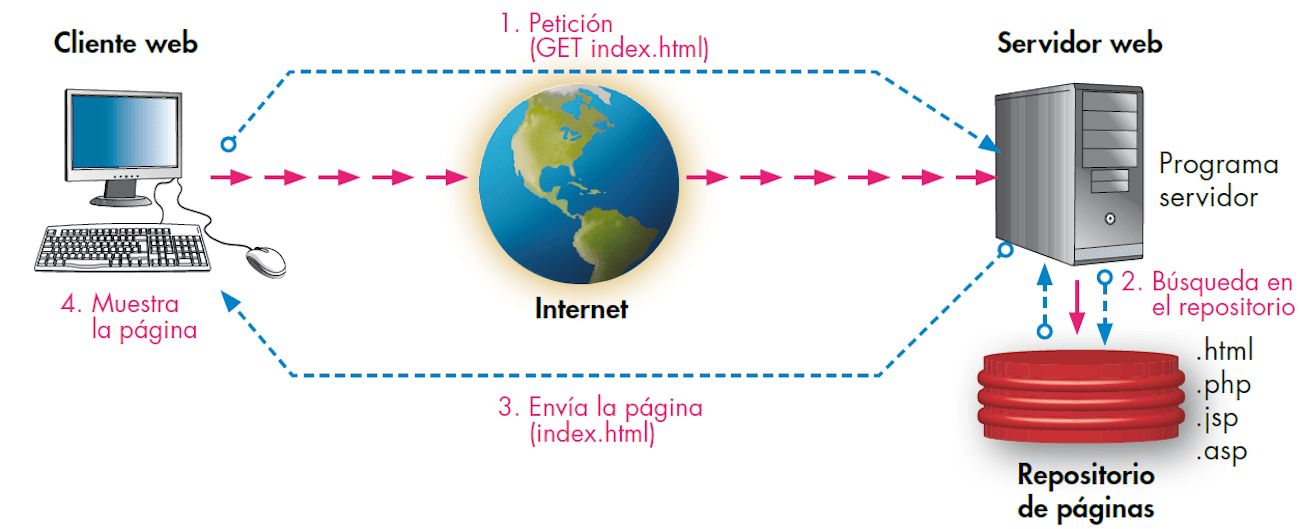 Cliente web
1. Petición
(GET index.html)
Servidor web
Programa
servidor
Internet
4. Muestra
la página
2. Búsqueda en
el repositorio
.html
.php
.jsp
.asp
3. Envía la página
(index.html)
Repositorio
de páginas